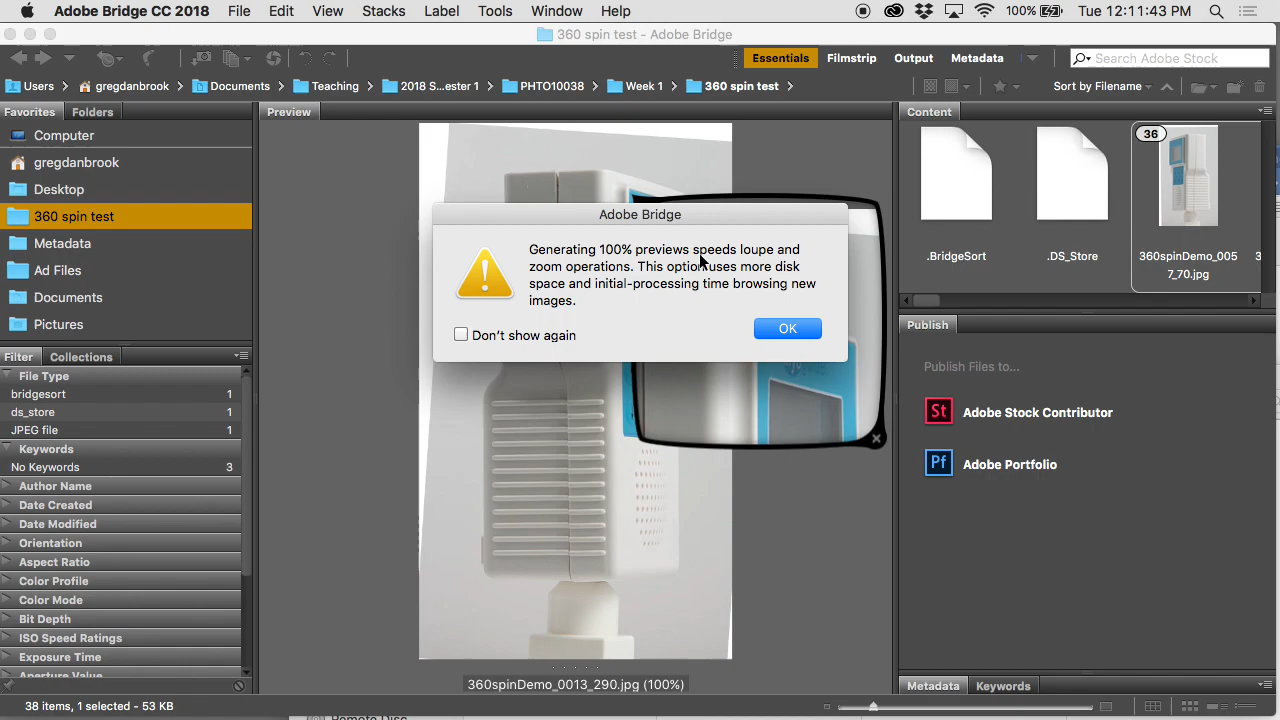 Adobe Bridge CC 2018 File Edit View Stacks Label Tools Window Help 100% Tue 12:11:43 PM
360 spin test - Adobe Bridge
Essentials Filmstrip Output Metadata Search Adobe Stock
Users gregdanbrook Documents Teaching 2018 S...ester 1 PHTO10038 Week 1 360 spin test Sort by Filename
Favorites Folders
Computer
gregdanbrook
Desktop
360 spin test
Metadata
Ad Files
Documents
Pictures
Filter Collections
File Type
bridgesort 1
ds_store 1
JPEG file 1
Keywords
No Keywords 3
Author Name
Date Created
Date Modified
Orientation
Aspect Ratio
Color Profile
Color Mode
Bit Depth
ISO Speed Ratings
Exposure Time
Aperture Value
38 items, 1 selected - 53 KB
Preview
Adobe Bridge
Generating 100% previews speeds loupe and
zoom operations. This option uses more disk
space and initial-processing time browsing new
images.
Don't show again
OK
360spinDemo_0013_290.jpg (100%)
Content
36
.BridgeSort
.DS_Store
360spinDemo_005
7_70.jpg
Publish
Publish Files to...
St Adobe Stock Contributor
Pf Adobe Portfolio
Metadata Keywords